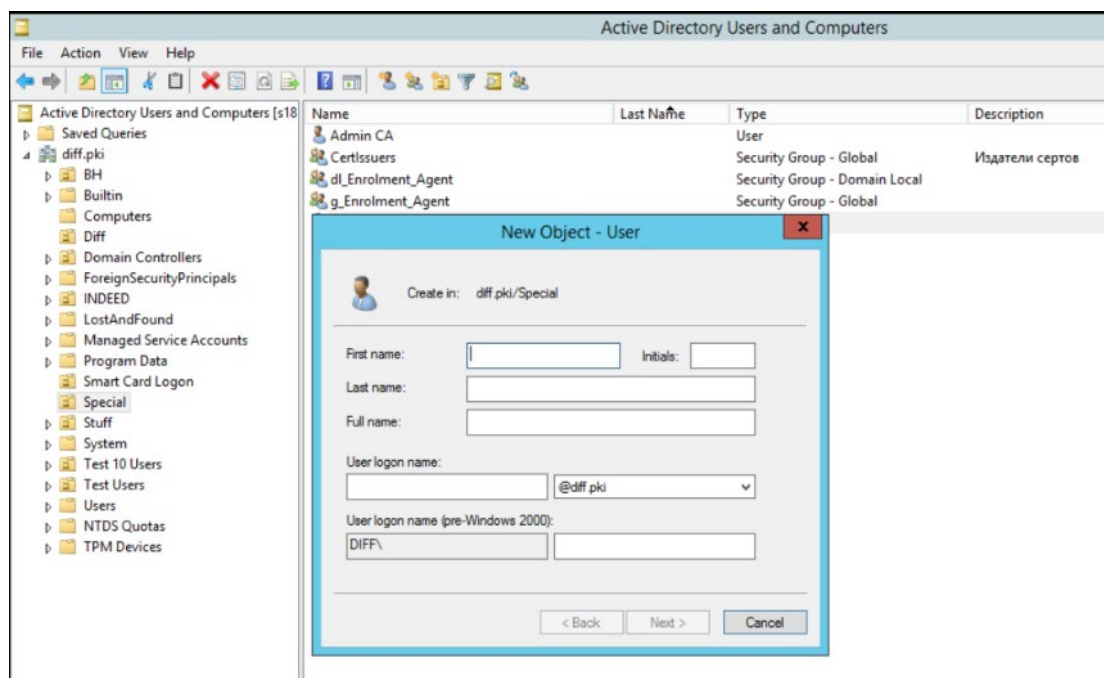 Active Directory Users and Computers
File Action View Help
Active Directory Users and Computers [s18
Saved Queries
diff.pki
BH
Builtin
Computers
Diff
Domain Controllers
ForeignSecurityPrincipals
INDEED
LostAndFound
Managed Service Accounts
Program Data
Smart Card Logon
Special
Stuff
System
Test 10 Users
Test Users
Users
NTDS Quotas
TPM Devices
Name Last Name Type Description
Admin CA User
CertIssuers Security Group - Global Издатели сертов
dl_Enrolment_Agent Security Group - Domain Local
g_Enrolment_Agent Security Group - Global
New Object - User
x
Create in: diff.pki/Special
First name: Initials:
Last name:
Full name:
User logon name:
@diff.pki
User logon name (pre-Windows 2000):
DIFF\
< Back Next > Cancel